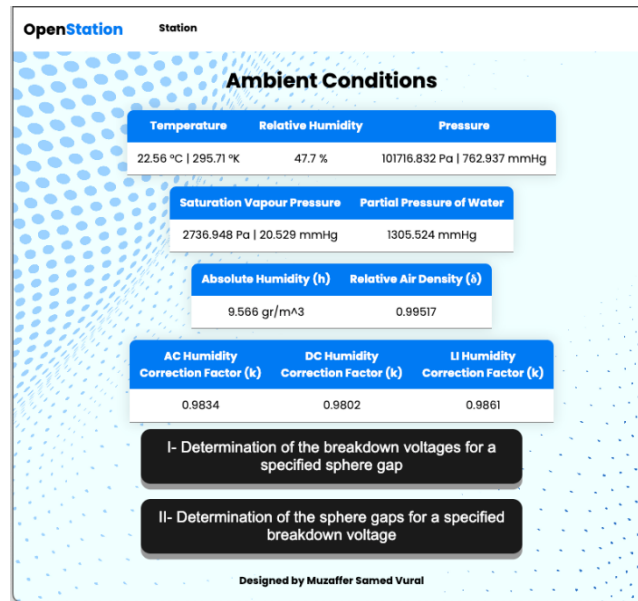 OpenStation Station
Ambient Conditions
Temperature Relative Humidity Pressure
22.56 °C | 295.71 °K 47.7 % 101716.832 Pa | 762.937 mmHg
Saturation Vapour Pressure Partial Pressure of Water
2736.948 Pa | 20.529 mmHg 1305.524 mmHg
Absolute Humidity (h) Relative Air Density (δ)
9.566 gr/m^3 0.99517
AC Humidity DC Humidity LI Humidity
Correction Factor (k) Correction Factor (k) Correction Factor (k)
0.9834 0.9802 0.9861
I- Determination of the breakdown voltages for a
specified sphere gap
II- Determination of the sphere gaps for a specified
breakdown voltage
Designed by Muzaffer Samed Vural